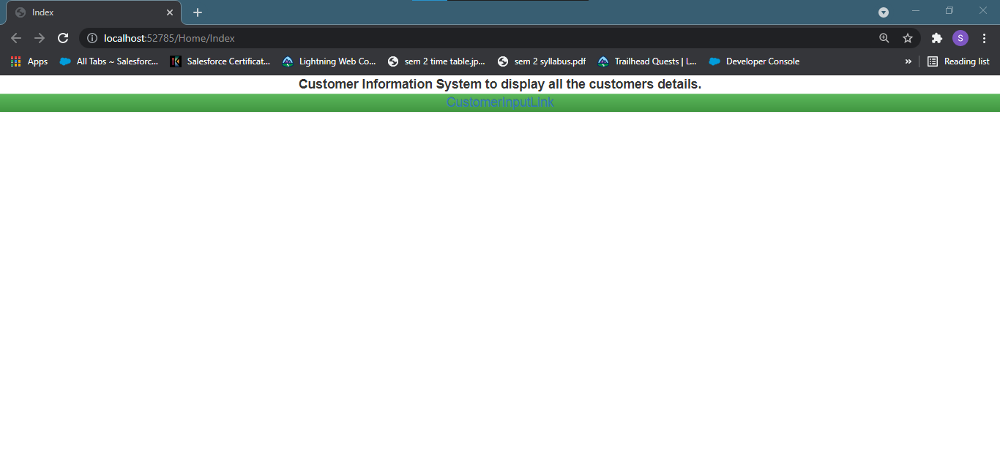 Index
localhost:52785/Home/Index
S
Apps All Tabs ~ Salesforc... Salesforce Certificat... Lightning Web Co... sem 2 time table.jp... sem 2 syllabus.pdf Trailhead Quests | L... Developer Console » Reading list
Customer Information System to display all the customers details.
CustomerInputLink